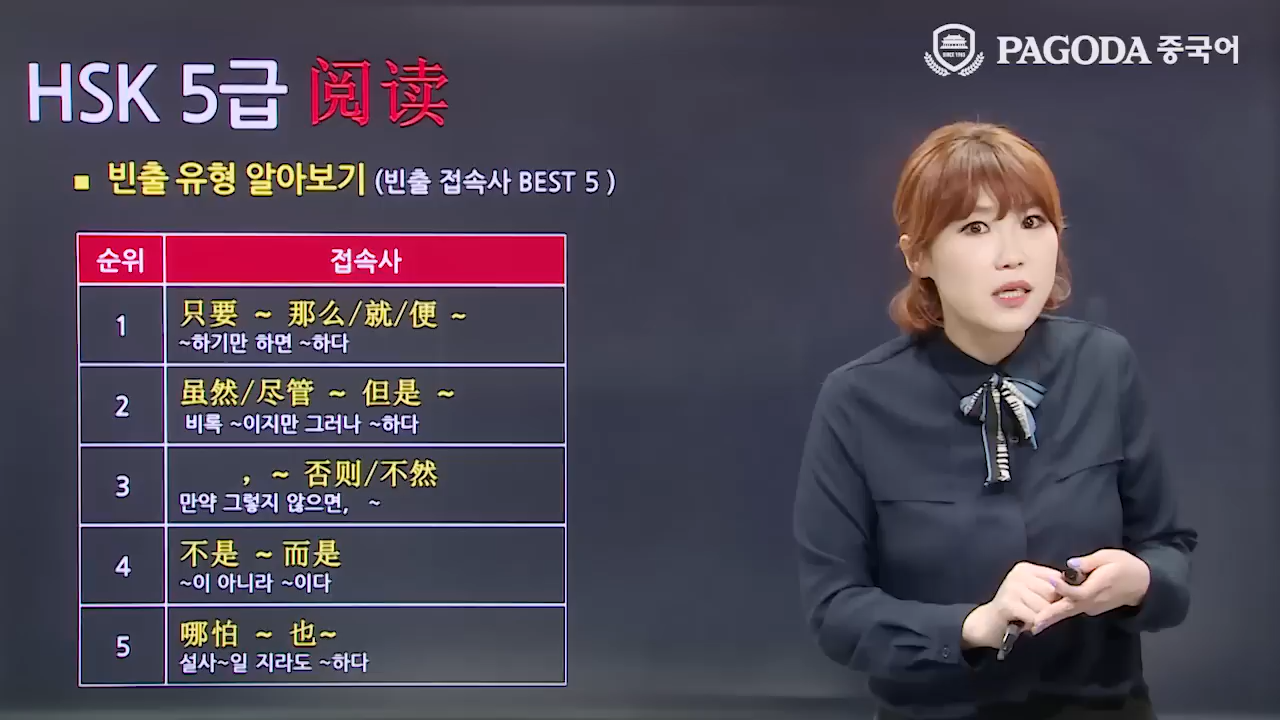 SINCE 1969
PAGODA 중국어
HSK 5급 阅读
■ 빈출 유형 알아보기 (빈출 접속사 BEST 5 )
순위 접속사
1 只要 ~ 那么/就/便 ~
~하기만 하면 ~하다
2 虽然/尽管 ~ 但是 ~
비록 ~이지만 그러나 ~하다
3 , ~ 否则/不然
만약 그렇지 않으면, ~
4 不是 ~ 而是
~이 아니라 ~이다
5 哪怕 ~ 也~
설사~일 지라도 ~하다